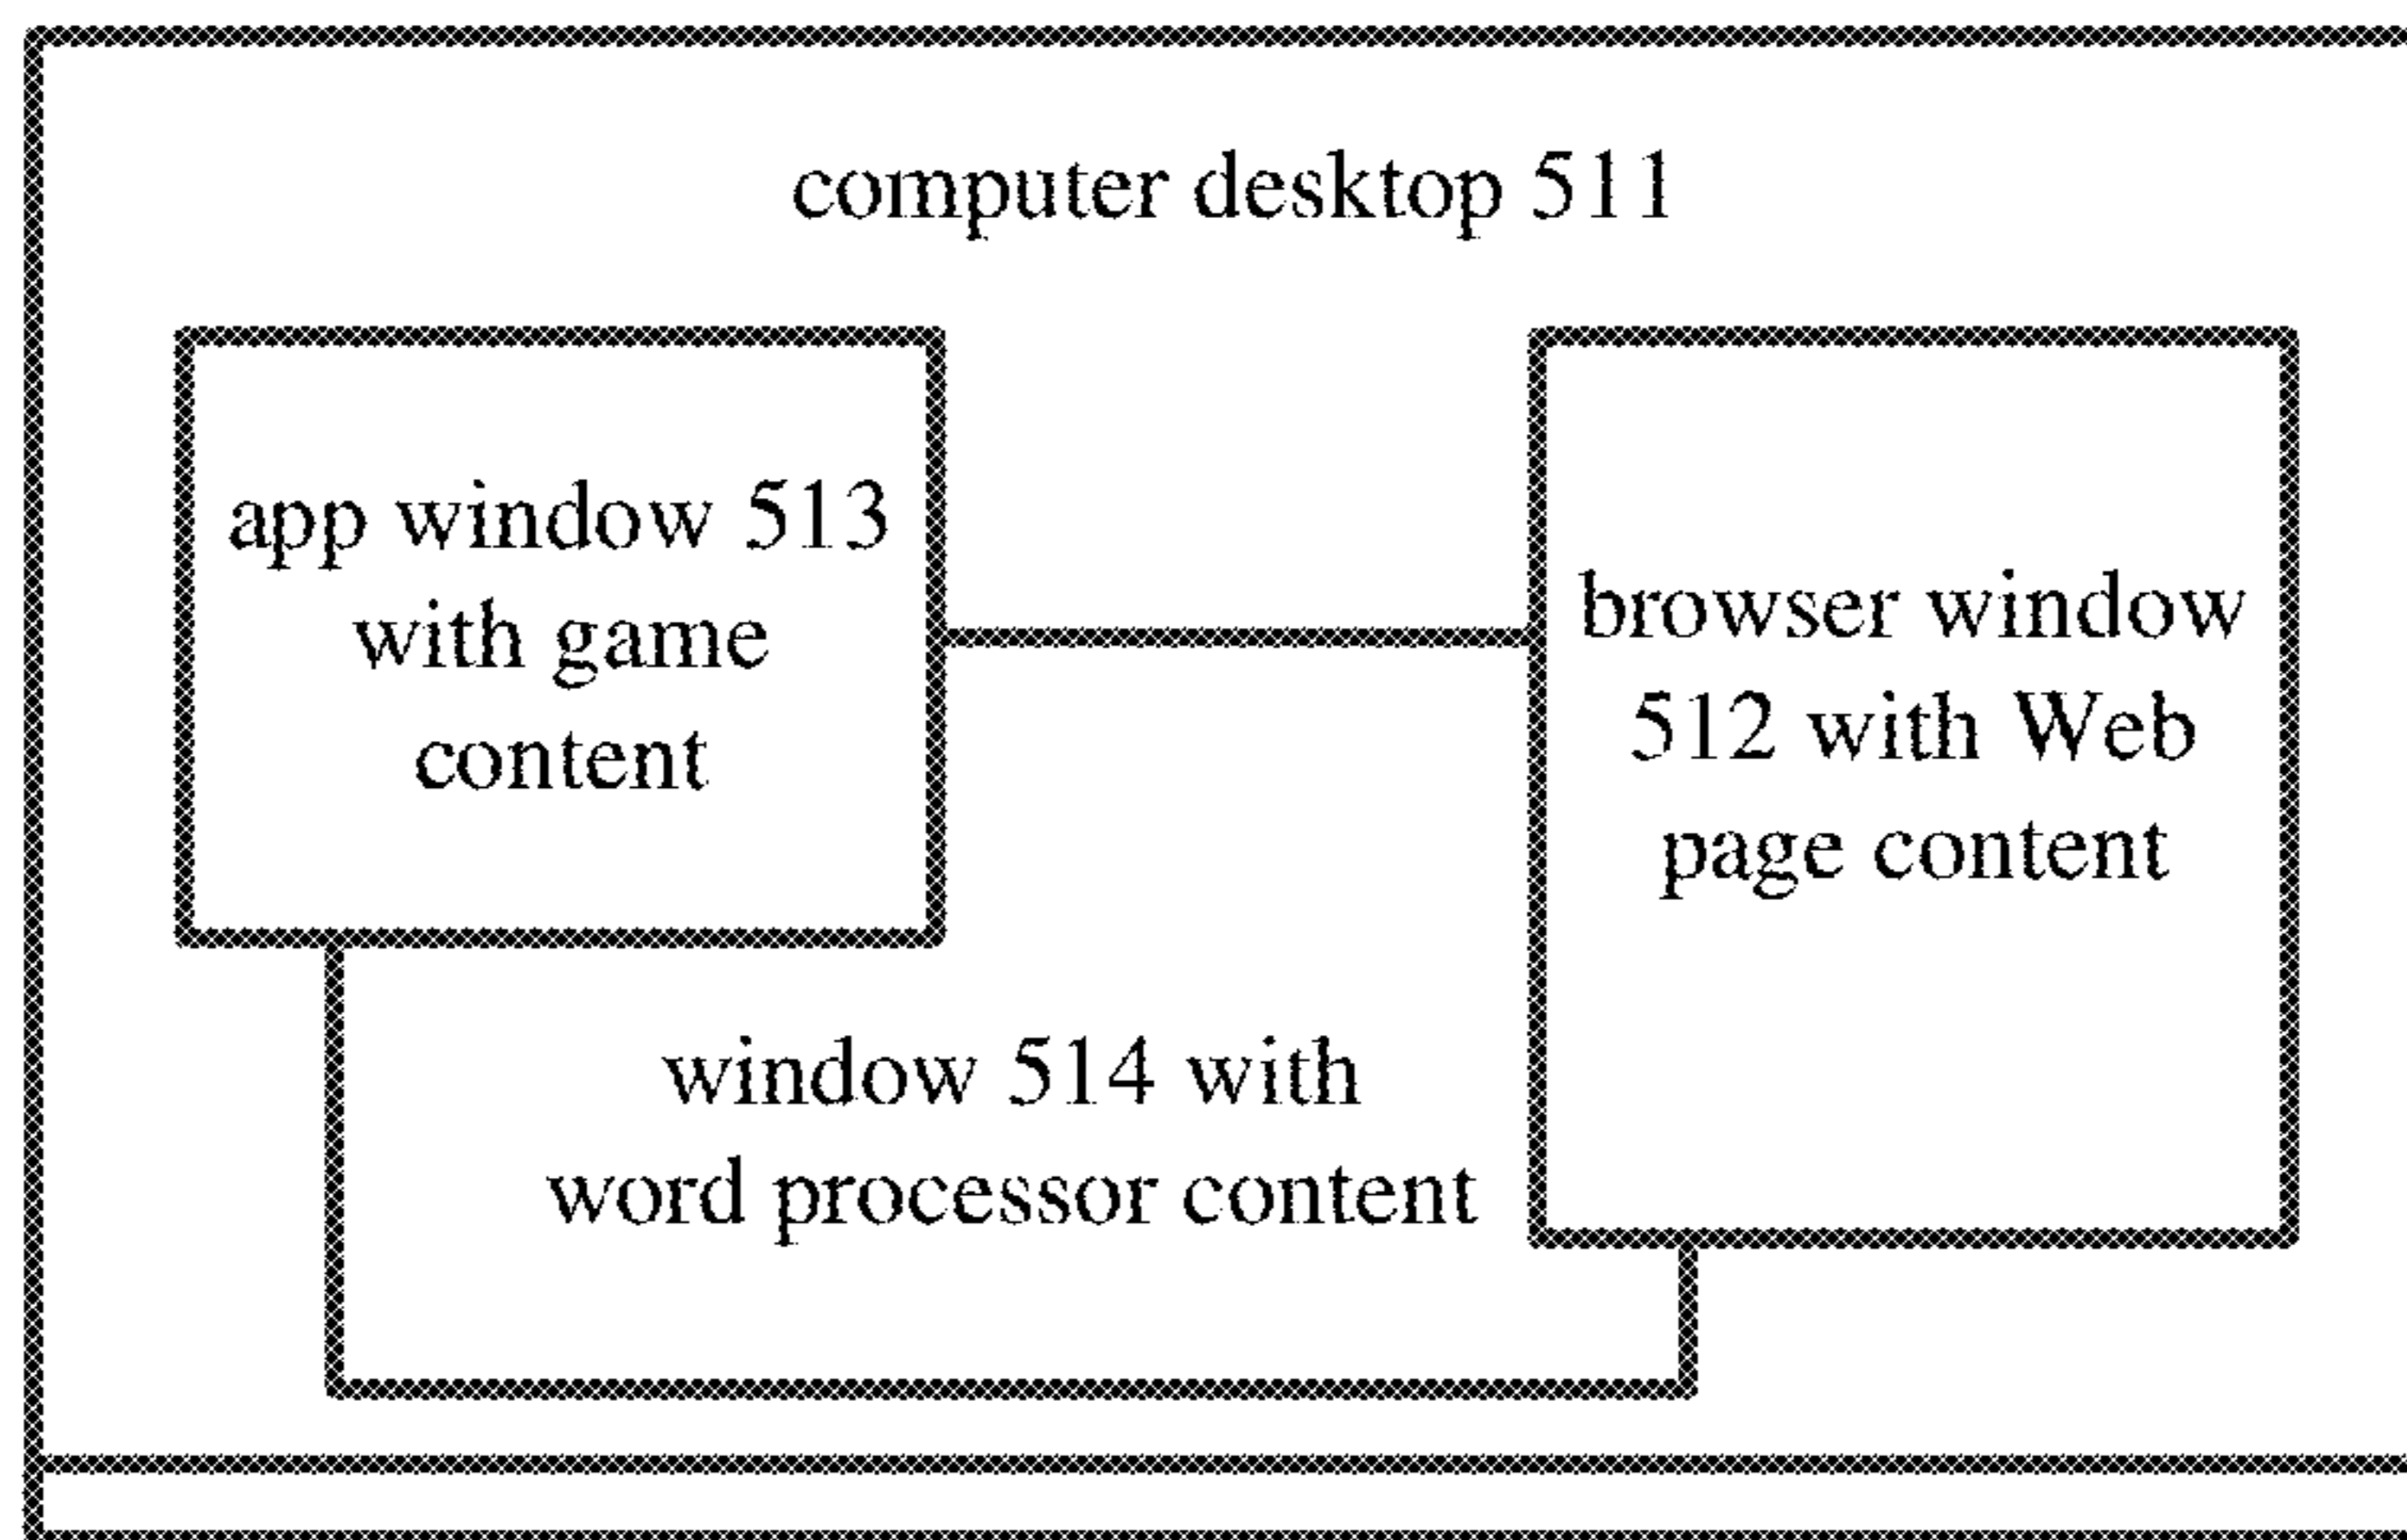 computer desktop 511
app window 513
with game
content
browser window
512 with Web
page content
window 514 with
word processor content